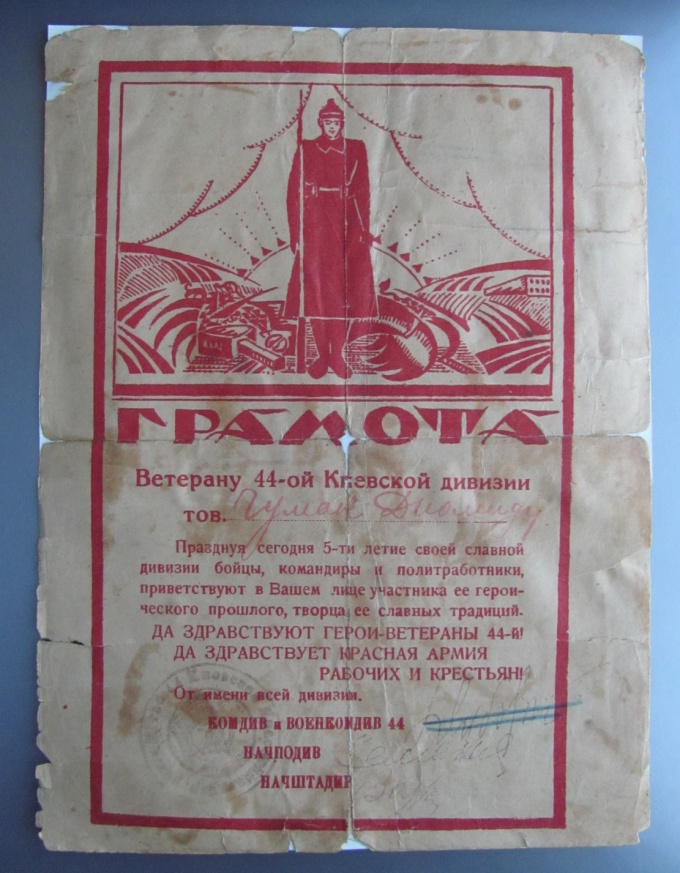 ГРАМОТА
Ветерану 44-ой Киевской дивизии
тов. Чумак Диомиду
Празднуя сегодня 5-ти летие своей славной
дивизии бойцы, командиры и политработники,
приветствуют в Вашем лице участника ее герои-
ческого прошлого, творца ее славных традиций.
ДА ЗДРАВСТВУЮТ ГЕРОИ-ВЕТЕРАНЫ 44-й!
ДА ЗДРАВСТВУЕТ КРАСНАЯ АРМИЯ
РАБОЧИХ И КРЕСТЬЯН!
От имени всей дивизии.
КОМДИВ и ВОЕНКОМДИВ 44
НАЧПОДИВ
НАЧШТАДИВ